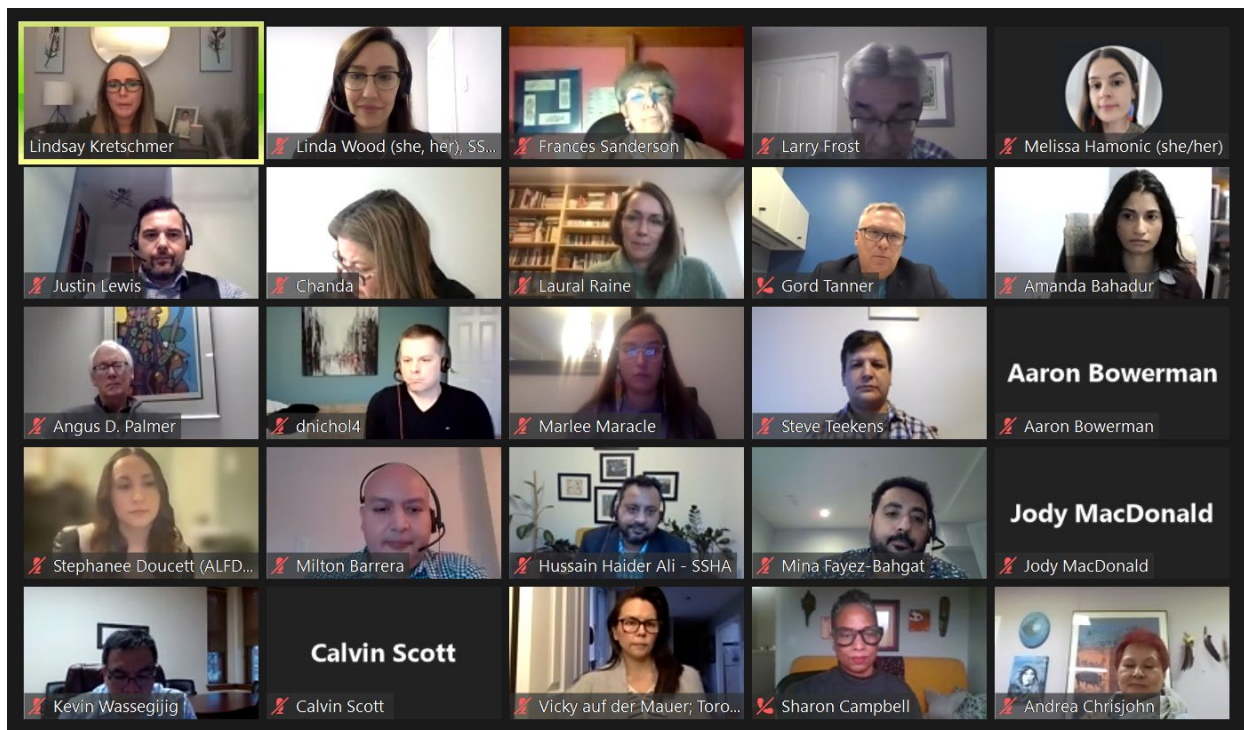 Lindsay Kretschmer
Linda Wood (she, her), SS...
Frances Sanderson
Larry Frost
Melissa Hamonic (she/her)
Justin Lewis
Chanda
Laural Raine
Gord Tanner
Amanda Bahadur
Angus D. Palmer
dnichol4
Marlee Maracle
Steve Teekens
Aaron Bowerman
Aaron Bowerman
Stephanee Doucett (ALFD...
Milton Barrera
Hussain Haider Ali - SSHA
Mina Fayez-Bahgat
Jody MacDonald
Jody MacDonald
Kevin Wassegijig
Calvin Scott
Calvin Scott
Vicky auf der Mauer; Toro...
Sharon Campbell
Andrea Chrisjohn